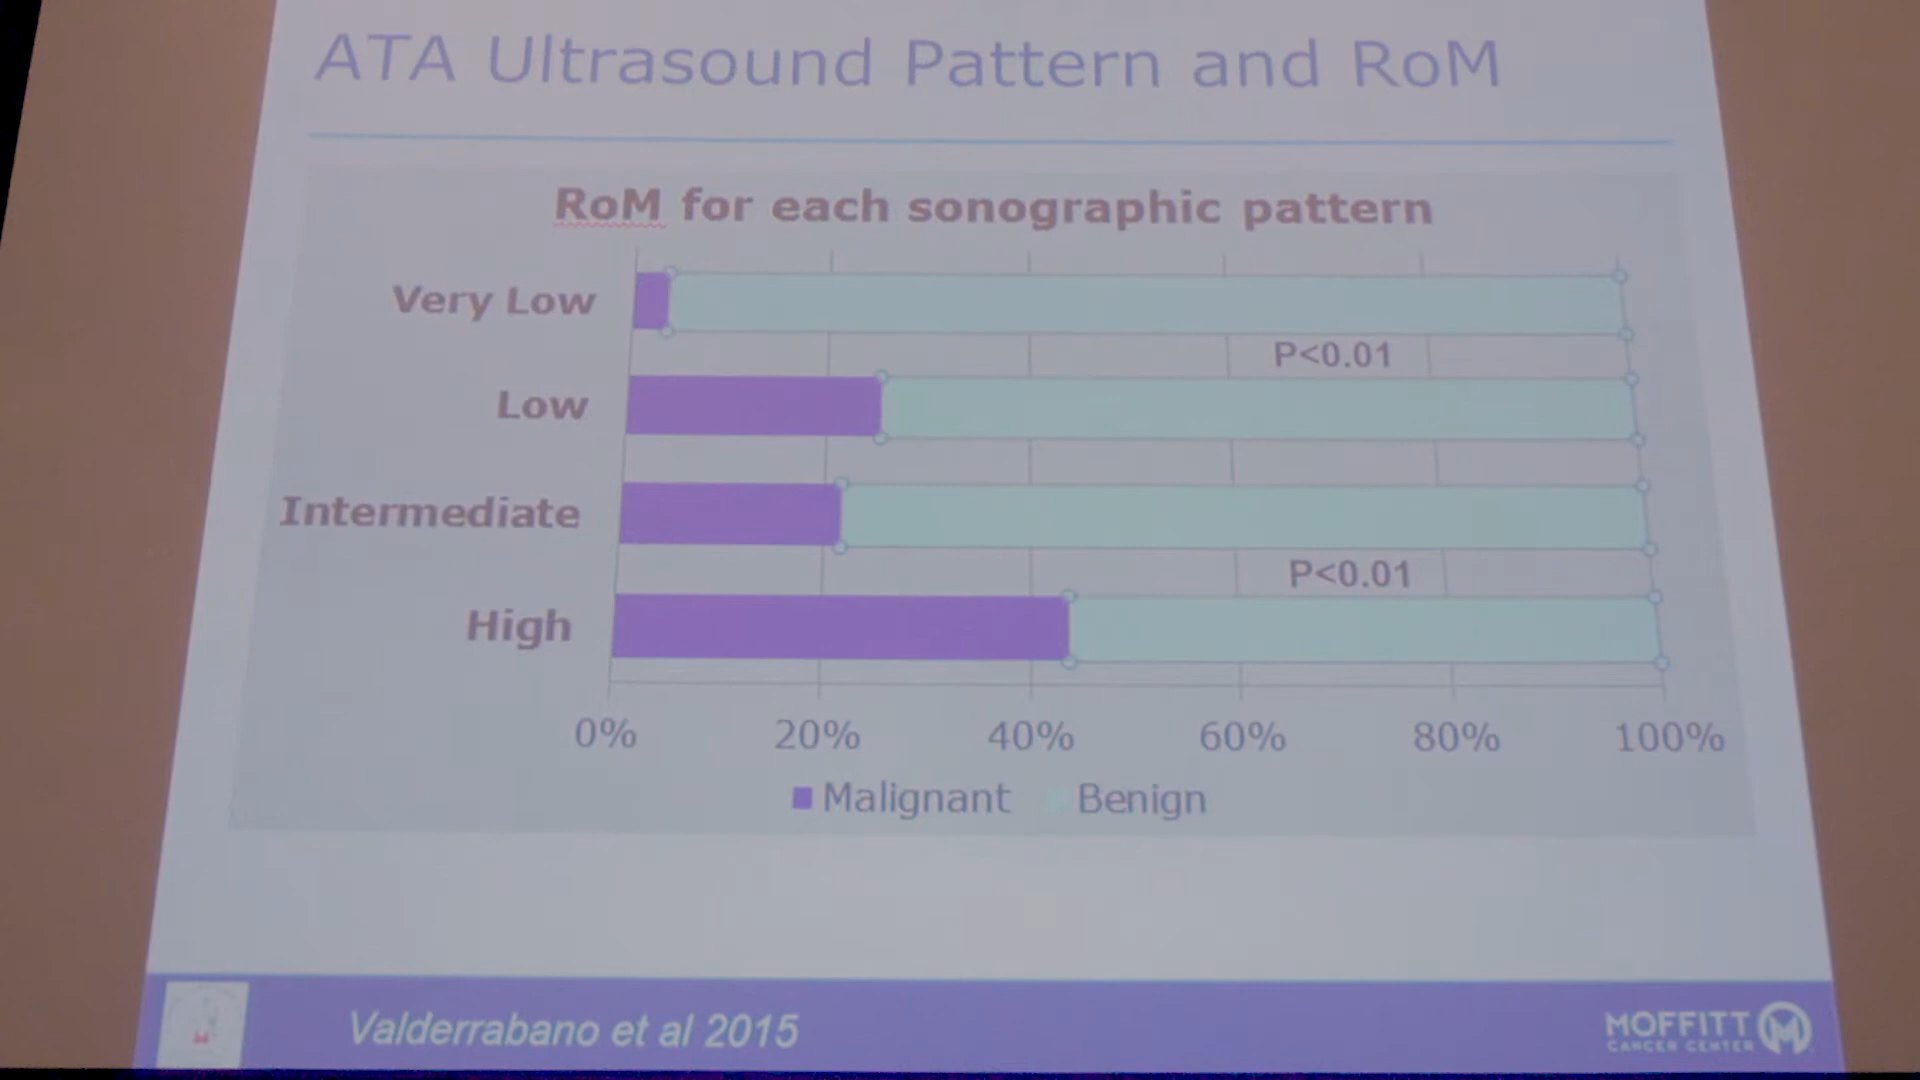 ATA Ultrasound Pattern and RoM
RoM for each sonographic pattern
Very Low
P<0.01
Low
Intermediate
P<0.01
High
0% 20% 40% 60% 80% 100%
Malignant Benign
Valderrabano et al 2015
MOFFITT
CANCER CENTER